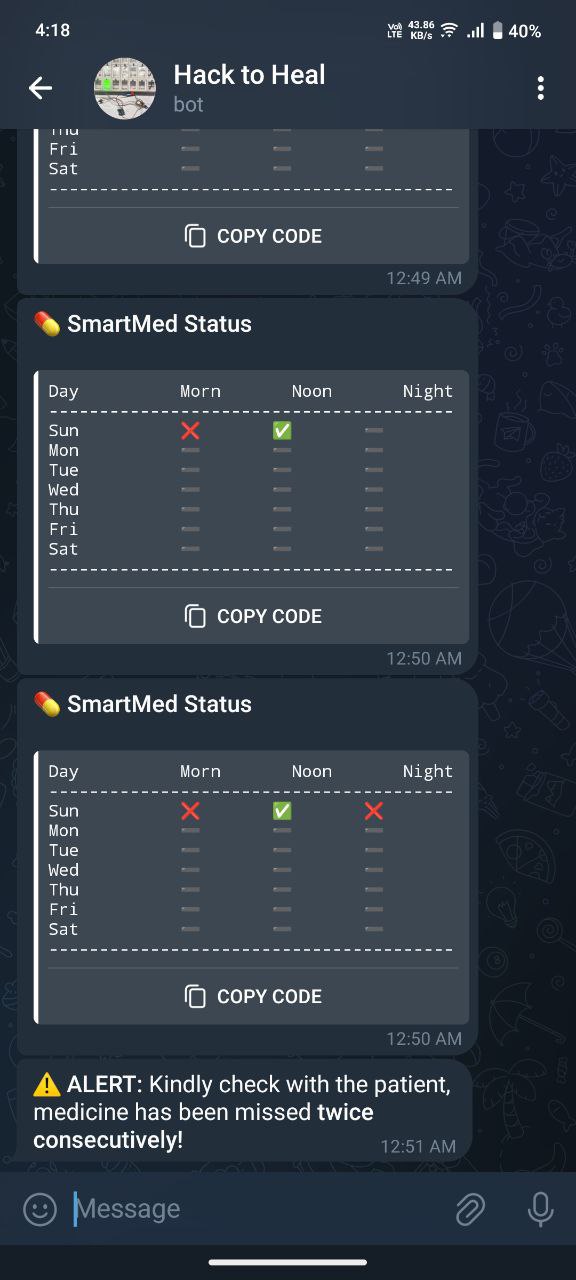 4:18 Vo) LTE 43.86 KB/s 40%
Hack to Heal
bot
Thu ➖ ➖ ➖
Fri ➖ ➖ ➖
Sat ➖ ➖ ➖
-----------------------------------------
COPY CODE
12:49 AM
💊 SmartMed Status
Day Morn Noon Night
-----------------------------------------
Sun ❌ ✅ ➖
Mon ➖ ➖ ➖
Tue ➖ ➖ ➖
Wed ➖ ➖ ➖
Thu ➖ ➖ ➖
Fri ➖ ➖ ➖
Sat ➖ ➖ ➖
-----------------------------------------
COPY CODE
12:50 AM
💊 SmartMed Status
Day Morn Noon Night
-----------------------------------------
Sun ❌ ✅ ❌
Mon ➖ ➖ ➖
Tue ➖ ➖ ➖
Wed ➖ ➖ ➖
Thu ➖ ➖ ➖
Fri ➖ ➖ ➖
Sat ➖ ➖ ➖
-----------------------------------------
COPY CODE
12:50 AM
⚠️ ALERT: Kindly check with the patient,
medicine has been missed twice
consecutively! 12:51 AM
Message